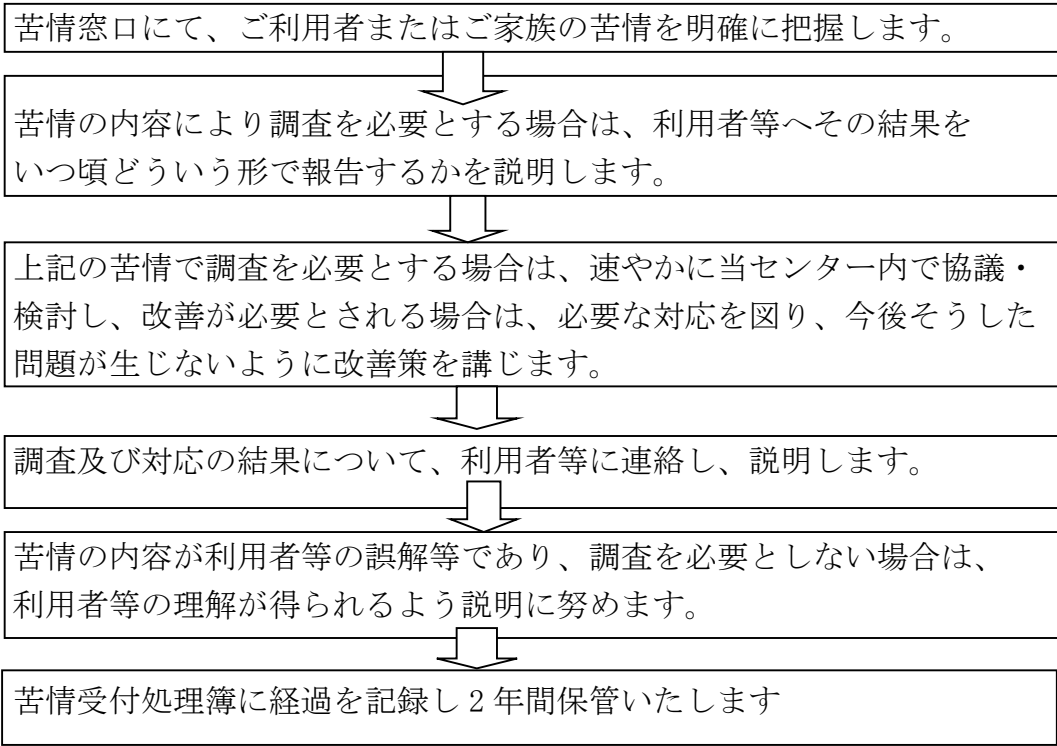 苦情窓口にて、ご利用者またはご家族の苦情を明確に把握します。
苦情の内容により調査を必要とする場合は、利用者等へその結果を
いつ頃どういう形で報告するかを説明します。
上記の苦情で調査を必要とする場合は、速やかに当センター内で協議・
検討し、改善が必要とされる場合は、必要な対応を図り、今後そうした
問題が生じないように改善策を講じます。
調査及び対応の結果について、利用者等に連絡し、説明します。
苦情の内容が利用者等の誤解等であり、調査を必要としない場合は、
利用者等の理解が得られるよう説明に努めます。
苦情受付処理簿に経過を記録し２年間保管いたします